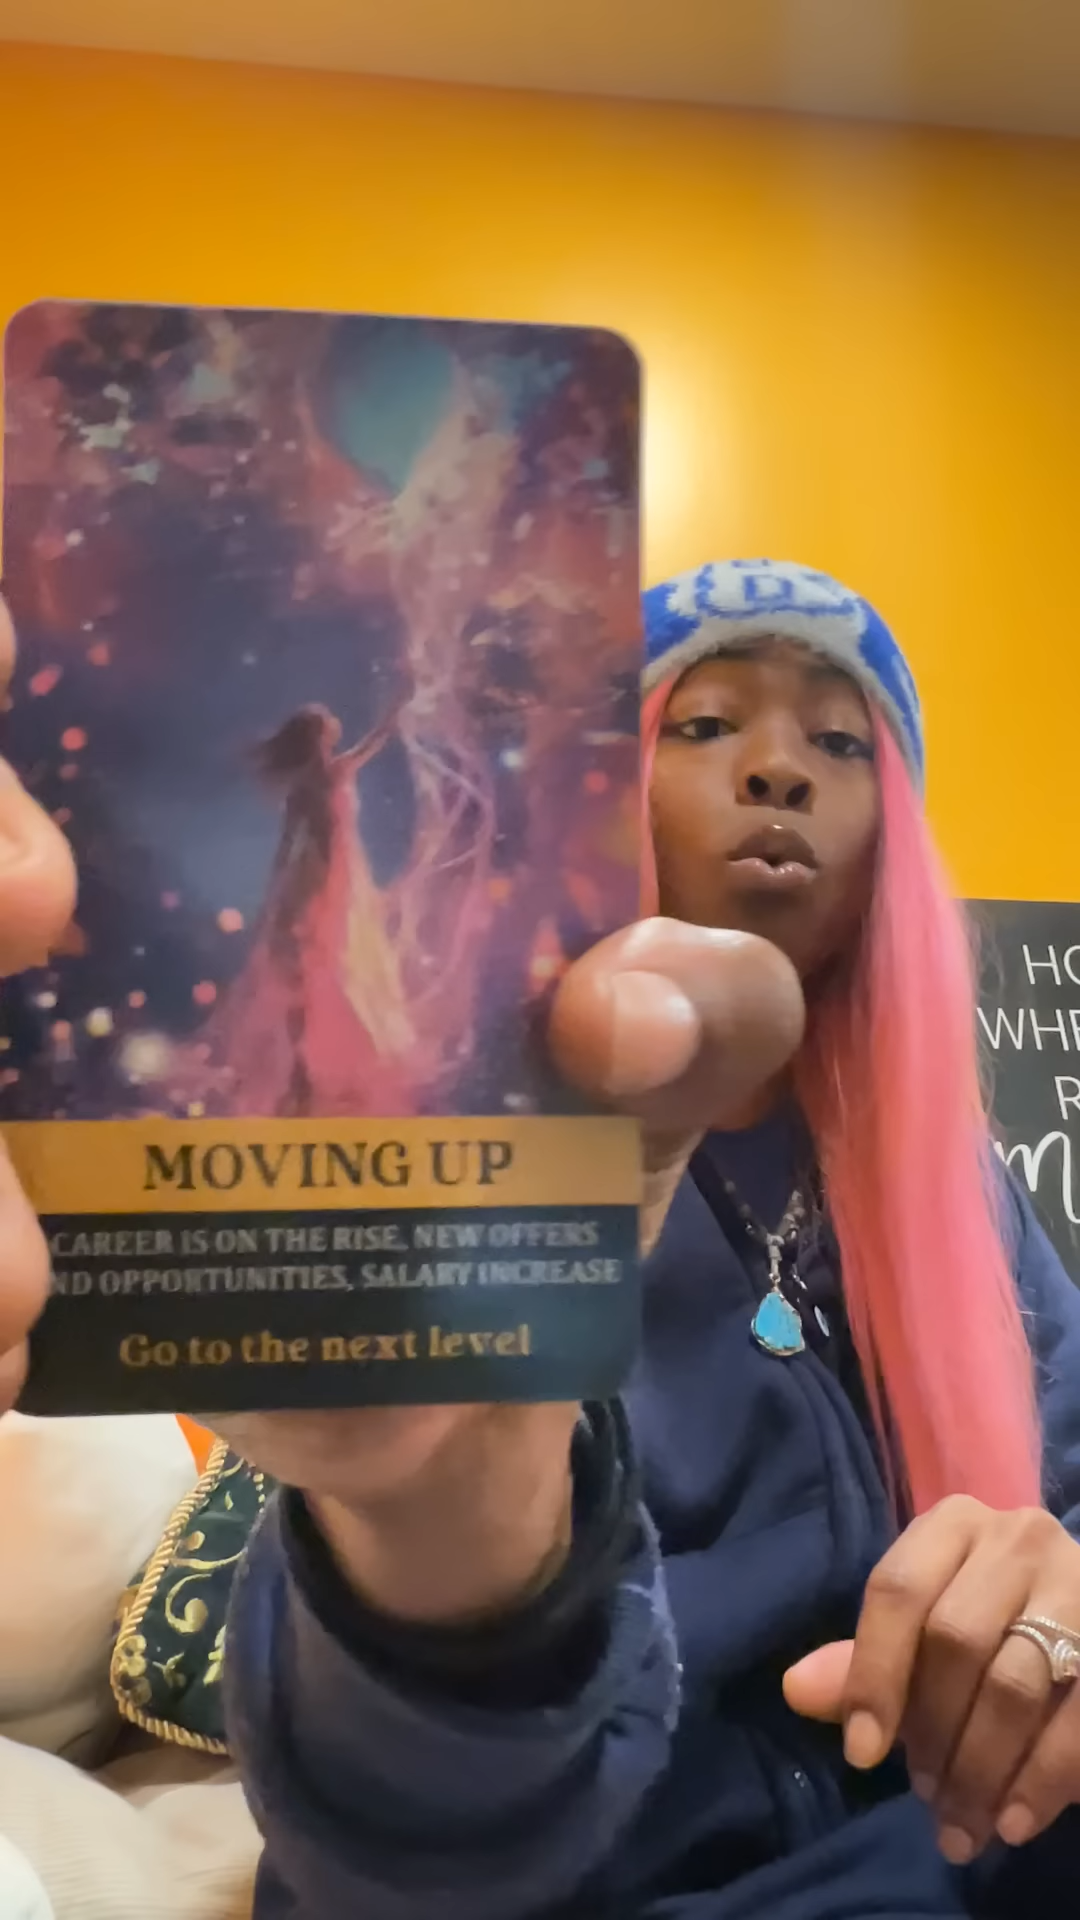 MOVING UP
CAREER IS ON THE RISE, NEW OFFERS
ND OPPORTUNITIES, SALARY INCREASE
Go to the next level
HO
WHE
R
m
D